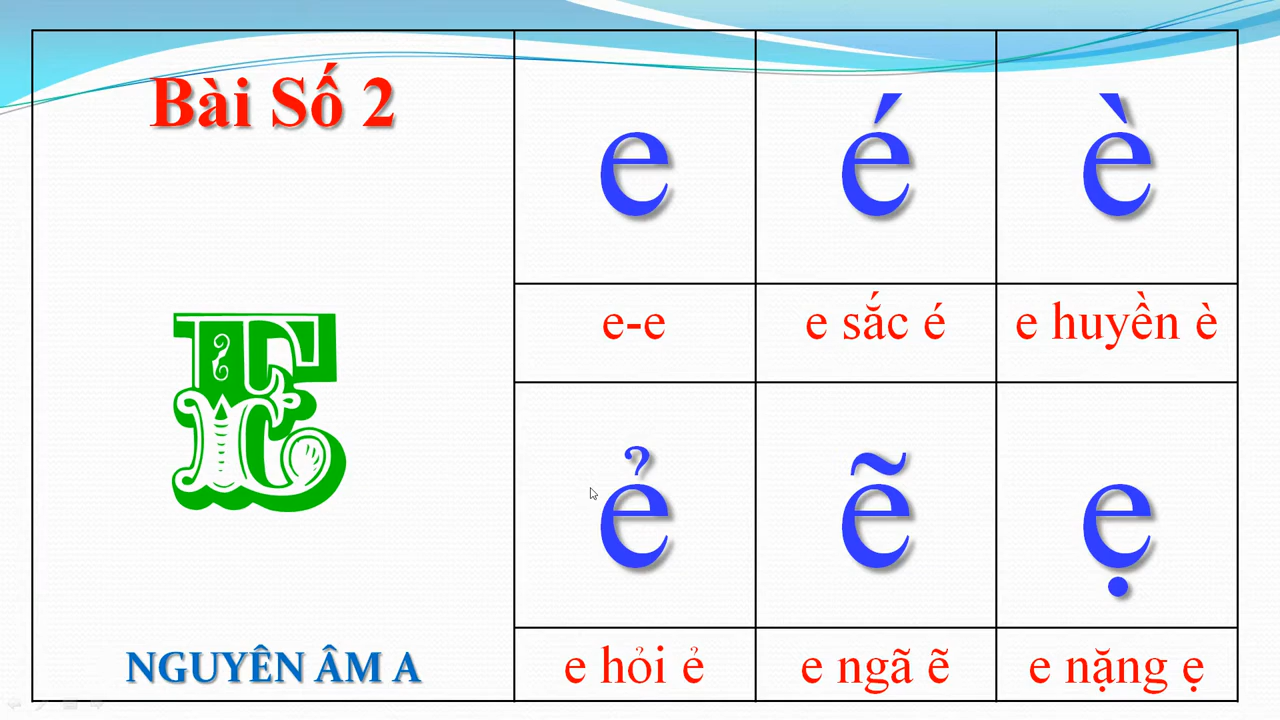 Bài Số 2
E
NGUYÊN ÂM A
e é è
e-e e sắc é e huyền è
ẻ ẽ ẹ
e hỏi ẻ e ngã ẽ e nặng ẹ